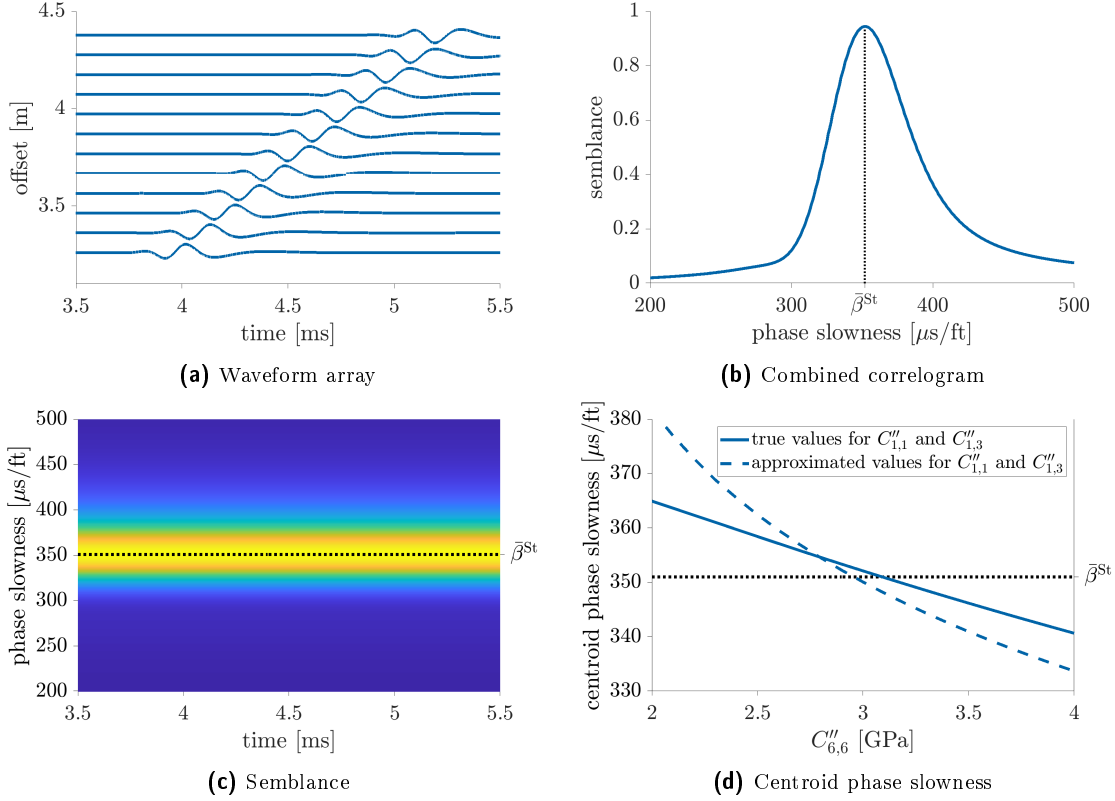 4.5
4
3.5
offset [m]
3.5
4
4.5
5
5.5
time [ms]
(a) Waveform array
1
0.8
0.6
0.4
0.2
0
semblance
200
300
β̄^St
400
500
phase slowness [μs/ft]
(b) Combined correlogram
500
450
400
350
300
250
200
phase slowness [μs/ft]
β̄^St
3.5
4
4.5
5
5.5
time [ms]
(c) Semblance
380
370
360
350
340
330
centroid phase slowness [μs/ft]
true values for C″₁,₁ and C″₁,₃
approximated values for C″₁,₁ and C″₁,₃
β̄^St
2
2.5
3
3.5
4
C″₆,₆ [GPa]
(d) Centroid phase slowness